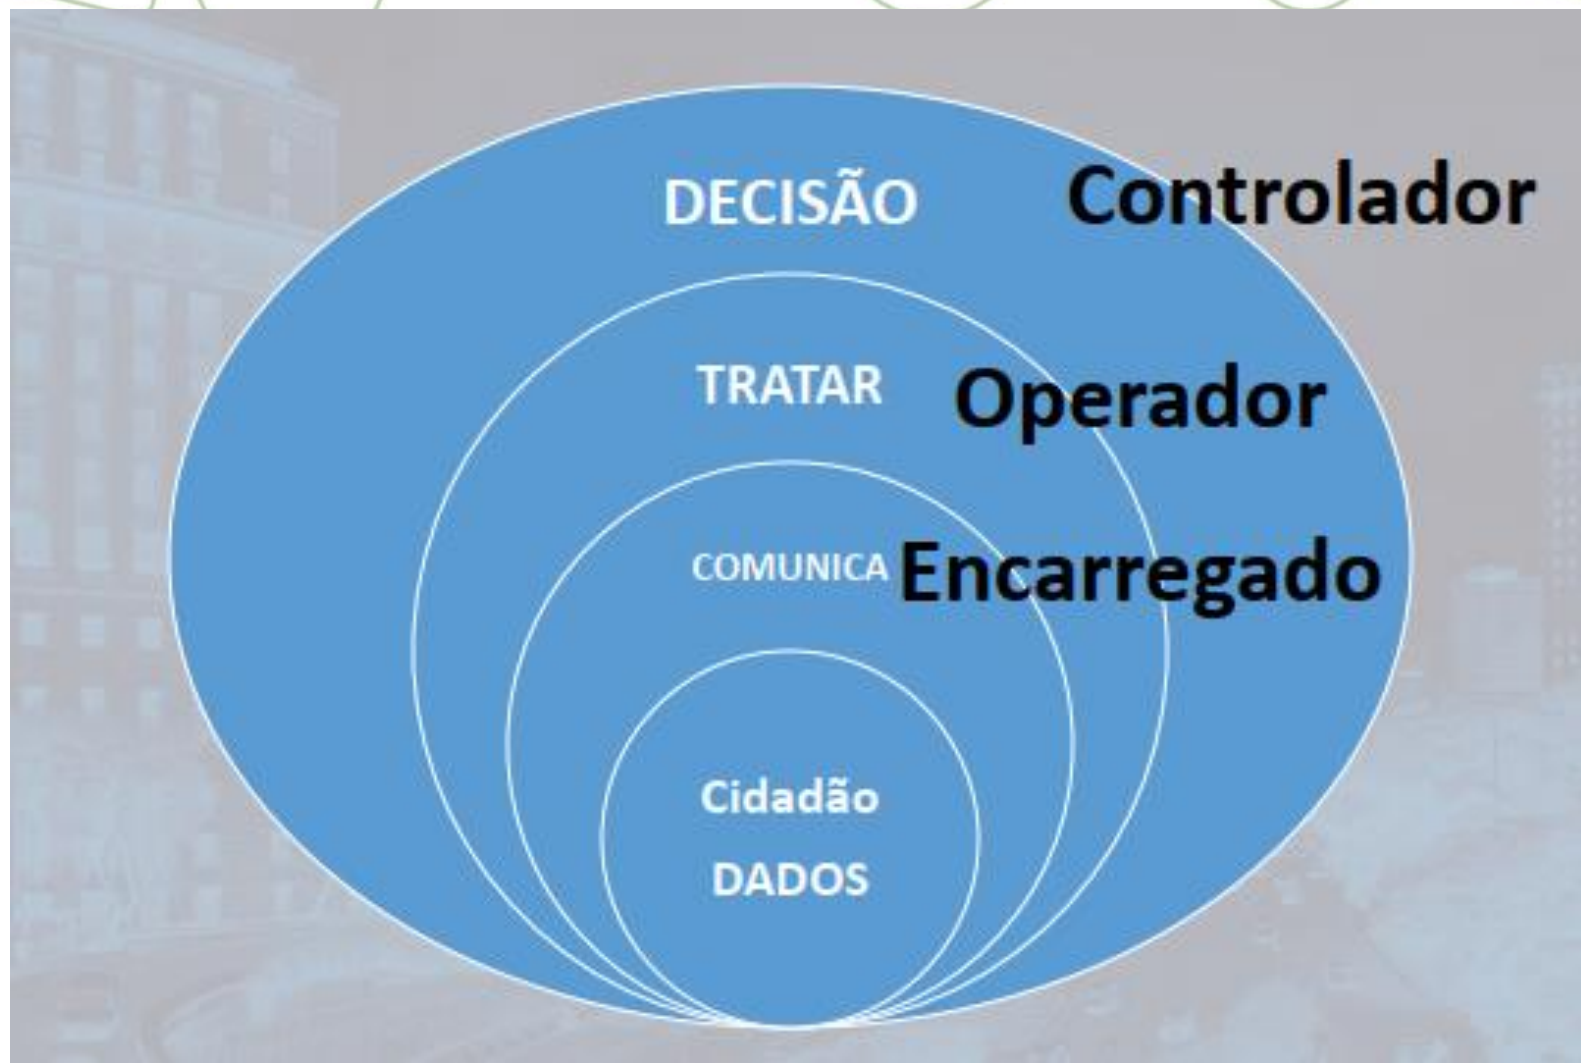 DECISÃO Controlador
TRATAR Operador
COMUNICA Encarregado
Cidadão
DADOS